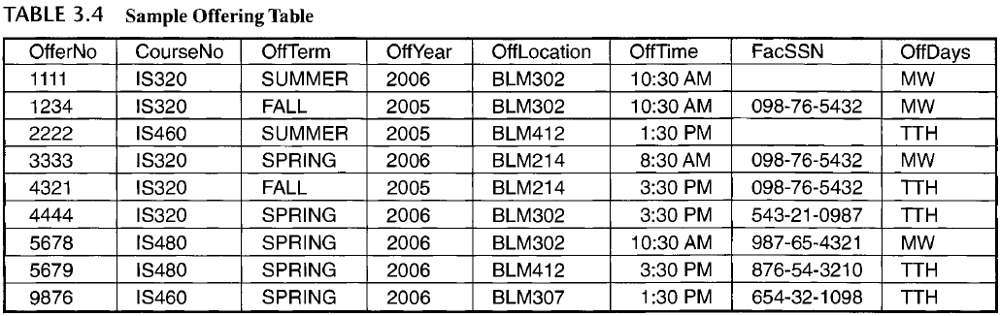 TABLE 3.4 Sample Offering Table
OfferNo CourseNo OffTerm OffYear OffLocation OffTime FacSSN OffDays
1111 IS320 SUMMER 2006 BLM302 10:30 AM MW
1234 IS320 FALL 2005 BLM302 10:30 AM 098-76-5432 MW
2222 IS460 SUMMER 2005 BLM412 1:30 PM TTH
3333 IS320 SPRING 2006 BLM214 8:30 AM 098-76-5432 MW
4321 IS320 FALL 2005 BLM214 3:30 PM 098-76-5432 TTH
4444 IS320 SPRING 2006 BLM302 3:30 PM 543-21-0987 TTH
5678 IS480 SPRING 2006 BLM302 10:30 AM 987-65-4321 MW
5679 IS480 SPRING 2006 BLM412 3:30 PM 876-54-3210 TTH
9876 IS460 SPRING 2006 BLM307 1:30 PM 654-32-1098 TTH